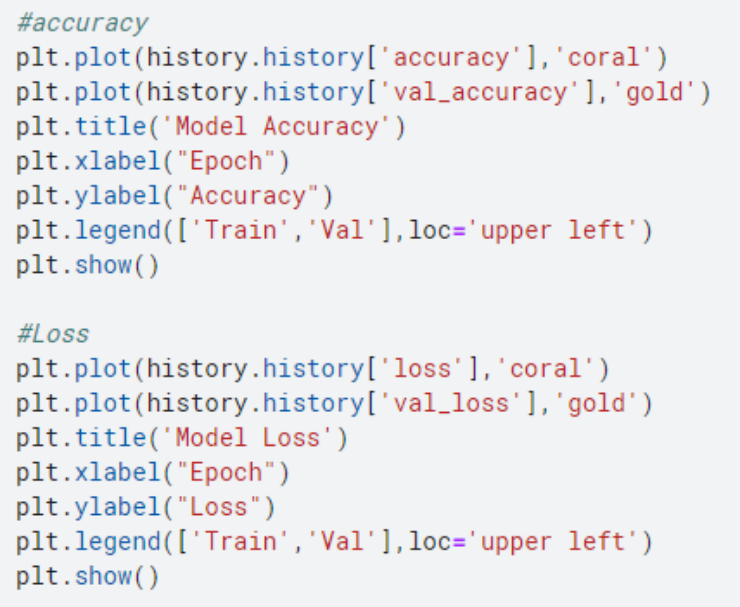 #accuracy
plt.plot(history.history['accuracy'],'coral')
plt.plot(history.history['val_accuracy'],'gold')
plt.title('Model Accuracy')
plt.xlabel("Epoch")
plt.ylabel("Accuracy")
plt.legend(['Train','Val'],loc='upper left')
plt.show()

#Loss
plt.plot(history.history['loss'],'coral')
plt.plot(history.history['val_loss'],'gold')
plt.title('Model Loss')
plt.xlabel("Epoch")
plt.ylabel("Loss")
plt.legend(['Train','Val'],loc='upper left')
plt.show()